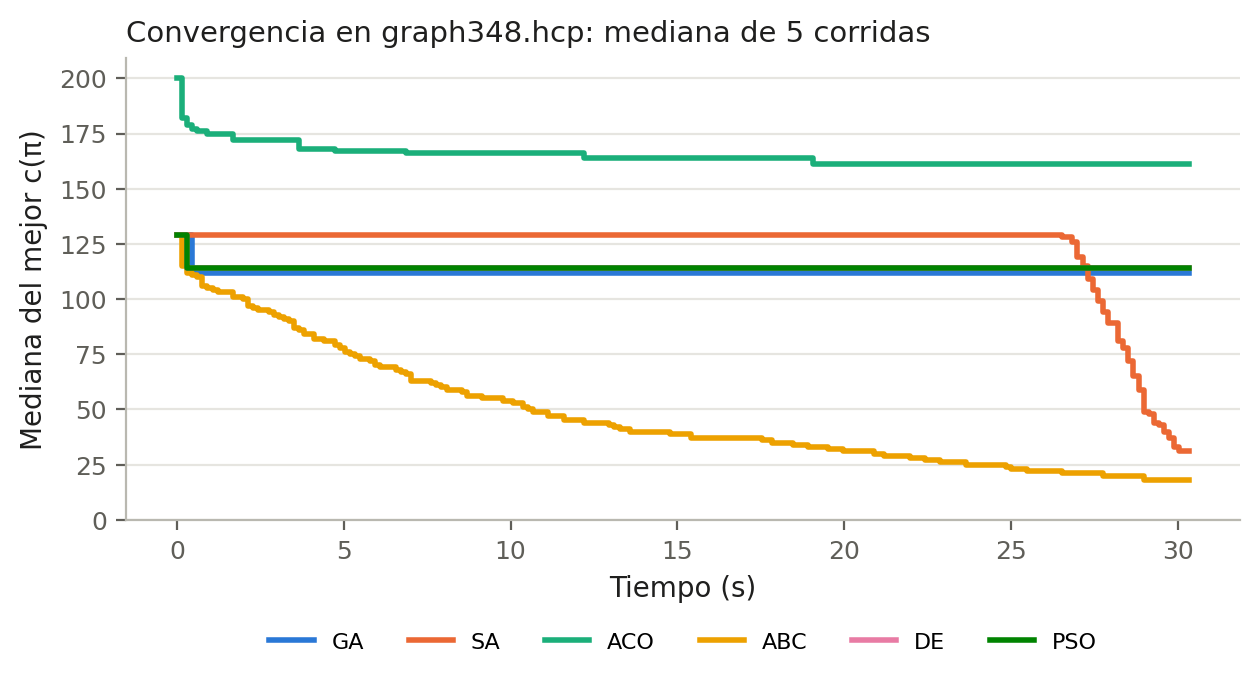 Convergencia en graph348.hcp: mediana de 5 corridas
Mediana del mejor c(π)
200
175
150
125
100
75
50
25
0
0 5 10 15 20 25 30
Tiempo (s)
GA SA ACO ABC DE PSO